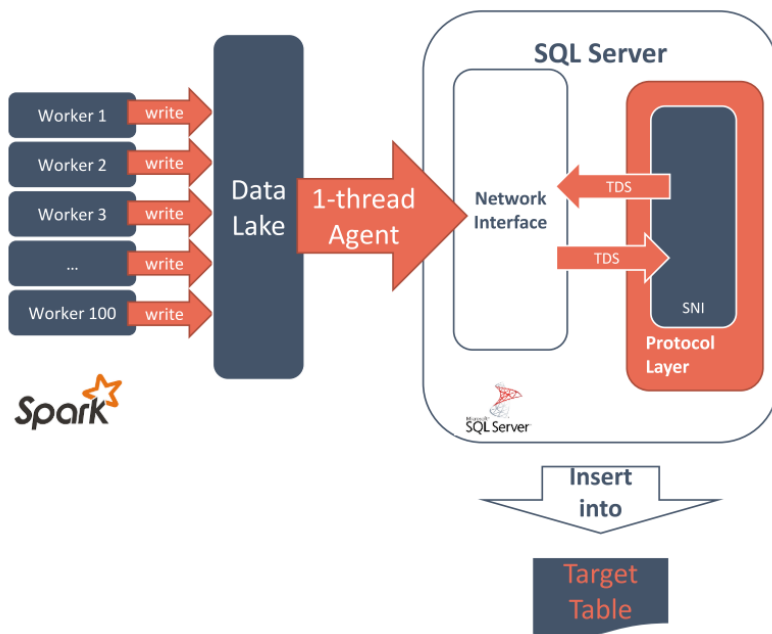 SQL Server
Worker 1
write
Worker 2
write
Worker 3
write
...
write
Worker 100
write
Data
Lake
1-thread
Agent
Network
Interface
TDS
TDS
SNI
Protocol
Layer
Spark
Microsoft
SQL Server
Insert
into
Target
Table